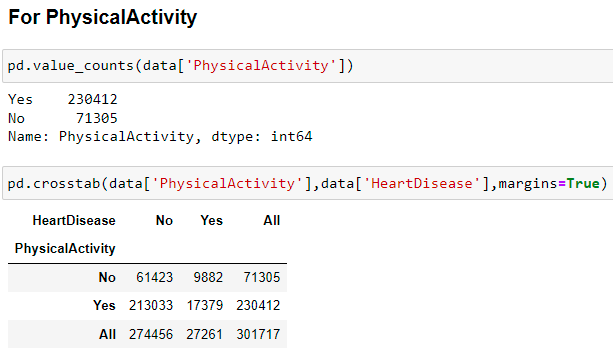 For PhysicalActivity
pd.value_counts(data['PhysicalActivity'])
Yes    230412
No      71305
Name: PhysicalActivity, dtype: int64
pd.crosstab(data['PhysicalActivity'],data['HeartDisease'],margins=True)
HeartDisease No Yes All
PhysicalActivity
No 61423 9882 71305
Yes 213033 17379 230412
All 274456 27261 301717